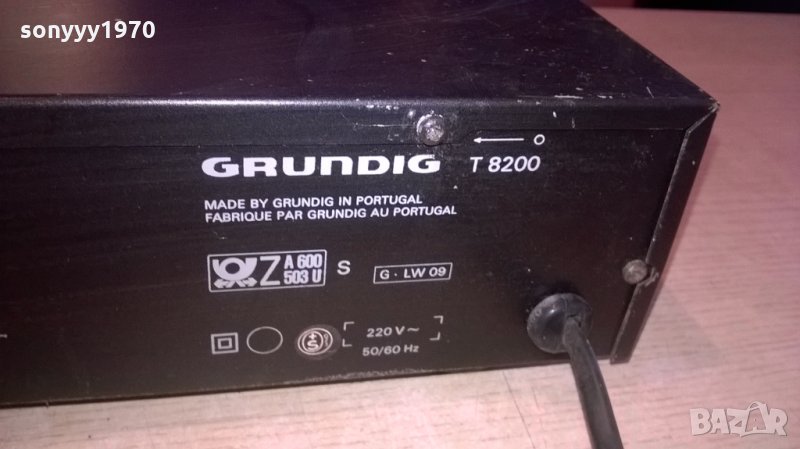 sonyyy1970
GRUNDIG T 8200
MADE BY GRUNDIG IN PORTUGAL
FABRIQUE PAR GRUNDIG AU PORTUGAL
Z A 600 S G · LW 09
503 U
220 V ~
50/60 Hz
BAZAR